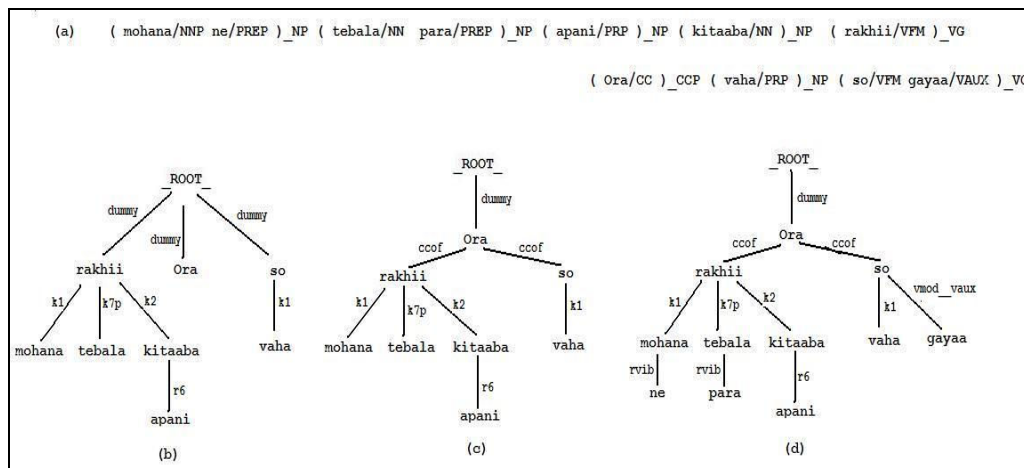 (a) ( mohana/NNP ne/PREP )_NP ( tebala/NN para/PREP )_NP ( apani/PRP )_NP ( kitaaba/NN )_NP ( rakhii/VFM )_VG
( Ora/CC )_CCP ( vaha/PRP )_NP ( so/VFM gayaa/VAUX )_VG
_ROOT_
dummy
dummy
dummy
rakhii
Ora
so
k1
k7p
k2
k1
mohana
tebala
kitaaba
vaha
r6
apani
(b)
_ROOT_
dummy
Ora
ccof
ccof
rakhii
so
k1
k7p
k2
k1
mohana
tebala
kitaaba
vaha
r6
apani
(c)
_ROOT_
dummy
Ora
ccof
ccof
rakhii
so
k1
k7p
k2
k1
vmod__vaux
mohana
tebala
kitaaba
vaha
gayaa
rvib
rvib
r6
ne
para
apani
(d)